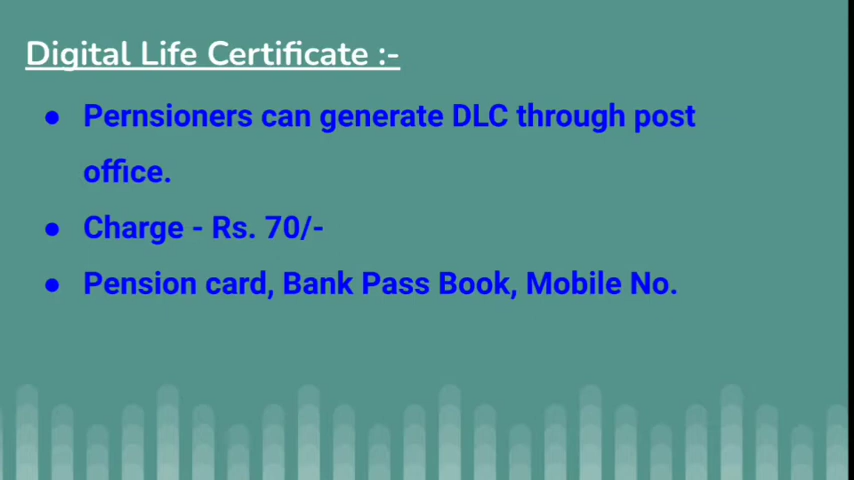 Digital Life Certificate :-
● Pernsioners can generate DLC through post
office.
● Charge - Rs. 70/-
● Pension card, Bank Pass Book, Mobile No.